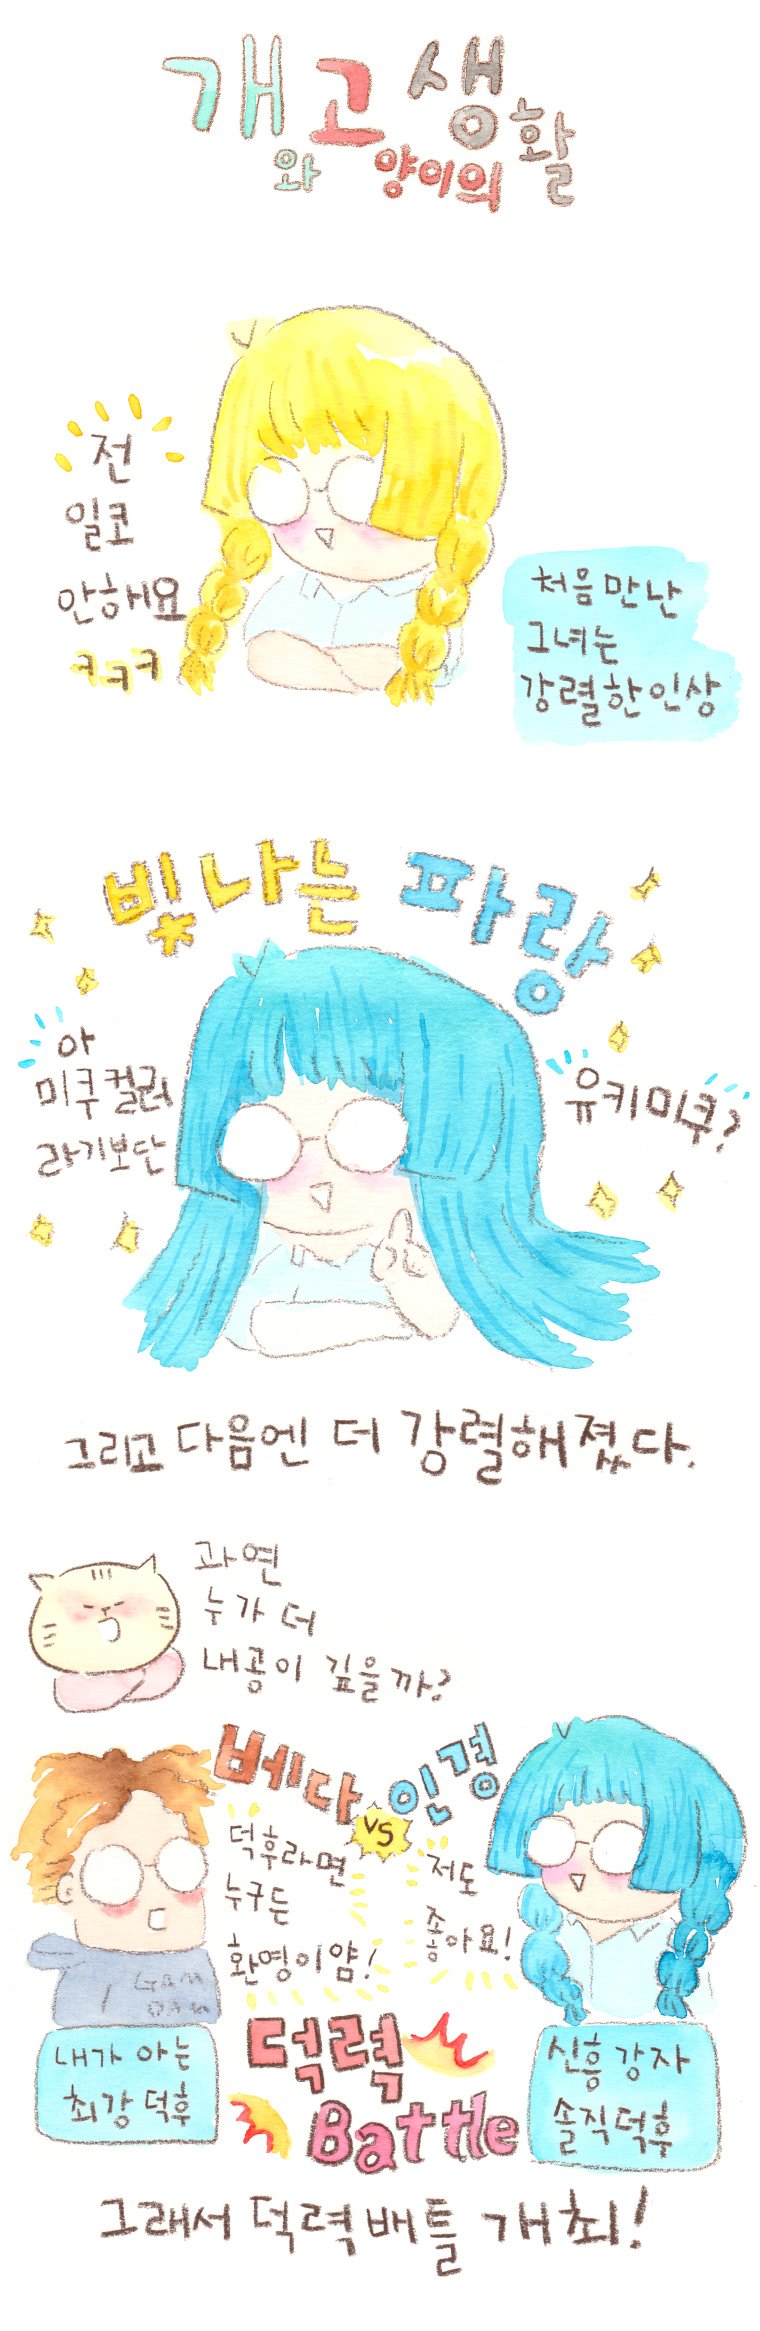 개와 고양이의 생활
전
일코
안해요
ㅋㅋㅋ
처음 만난
그녀는
강렬한 인상
빛나는 파랑
아
미쿠컬러
라기보단
유키미쿠?
그리고 다음엔 더 강렬해졌다.
과연
누가 더
내공이 깊을까?
베다 vs 인경
덕후라면
누구든
환영이얌!
저도
좋아요!
GAM
내가 아는
최강 덕후
덕력
Battle
신흥강자
솔직덕후
그래서 덕력배틀 개최!